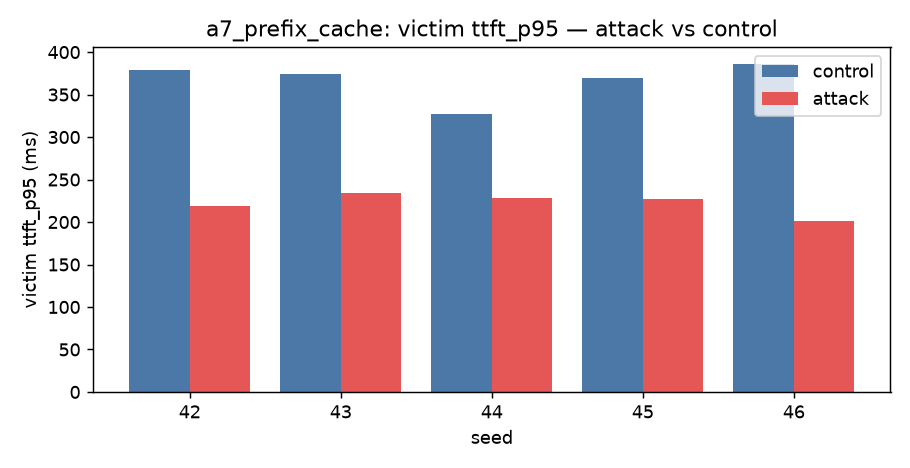 a7_prefix_cache: victim ttft_p95 — attack vs control
victim ttft_p95 (ms)
400
350
300
250
200
150
100
50
0
control
attack
42 43 44 45 46
seed